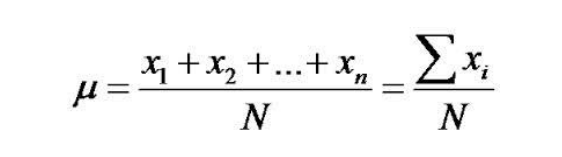 μ = (x₁ + x₂ + ... + xₙ) / N = ∑ xᵢ / N